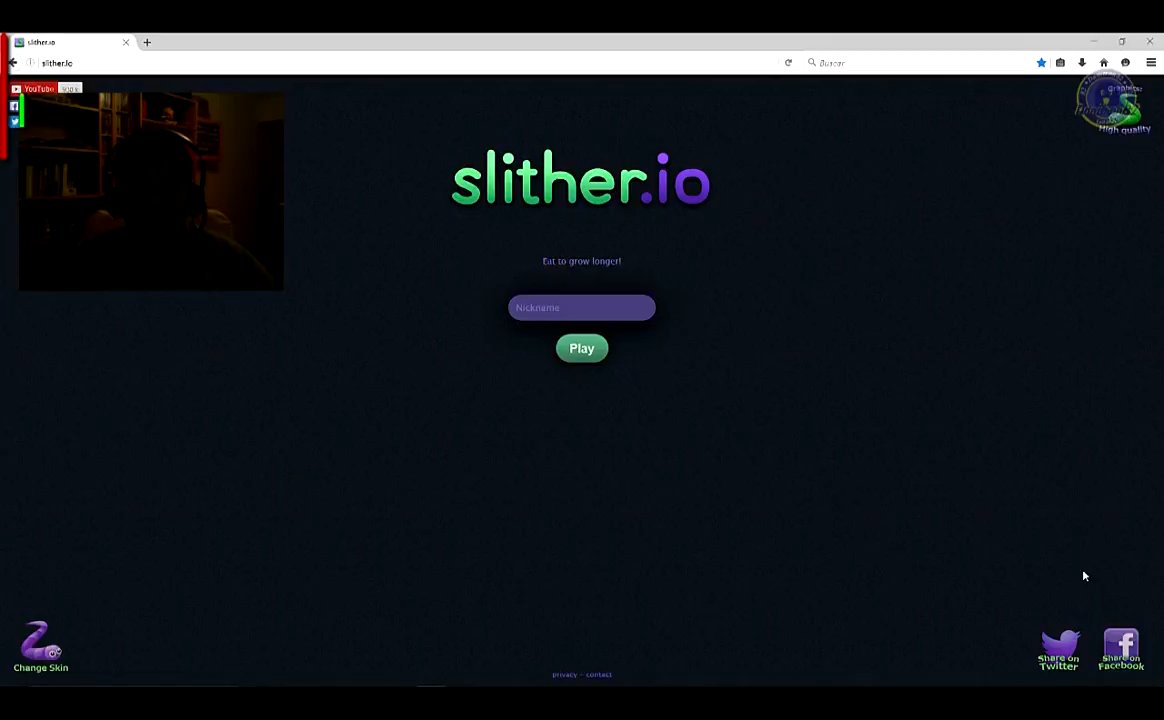 slither.io
slither.io
Buscar
YouTube
slither.io
High quality
Eat to grow longer!
Nickname
Play
Change Skin
Share on
Twitter
Share on
Facebook
privacy - contact